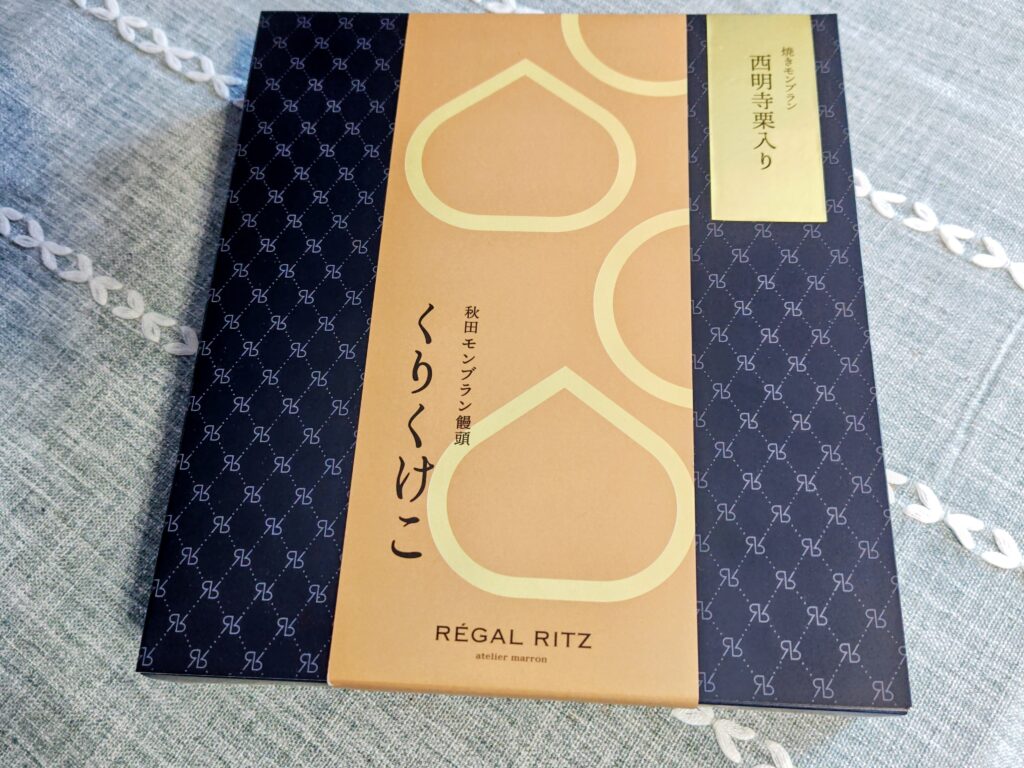 焼きモンブラン
西明寺栗入り
秋田モンブラン饅頭
くりくけこ
RÉGAL RITZ
atelier marron